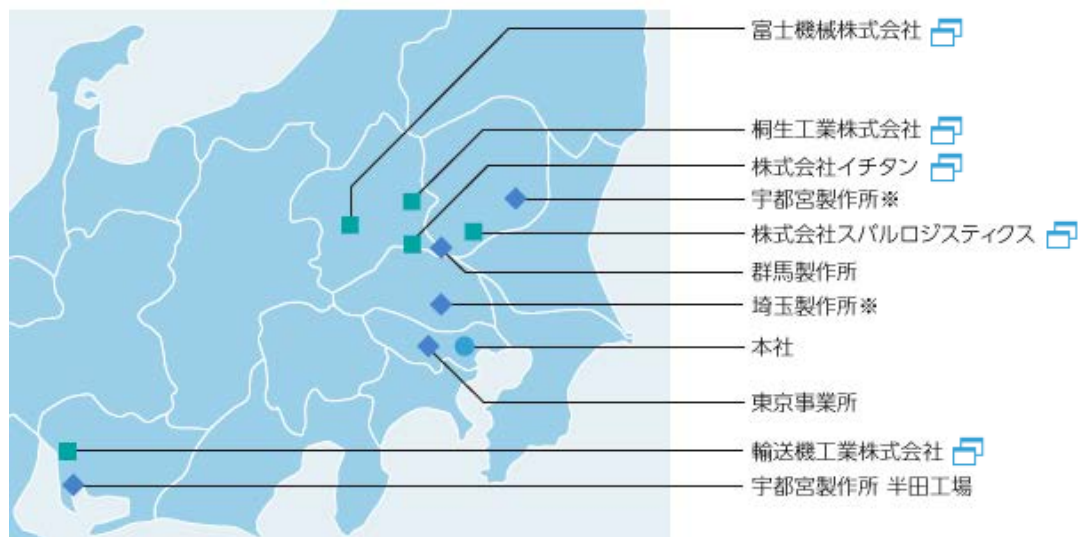 富士機械株式会社
桐生工業株式会社
株式会社イチタン
宇都宮製作所※
株式会社スバルロジスティクス
群馬製作所
埼玉製作所※
本社
東京事業所
輸送機工業株式会社
宇都宮製作所 半田工場